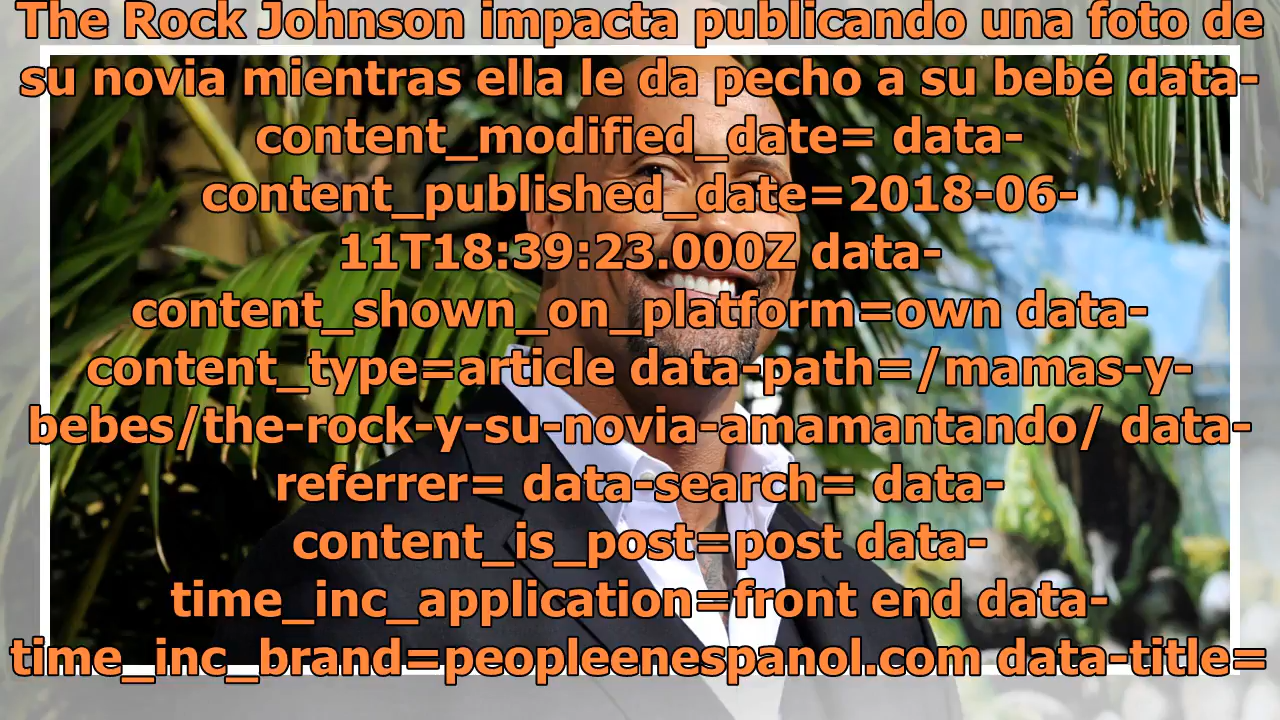 The Rock Johnson impacta publicando una foto de
su novia mientras ella le da pecho a su bebé data-
content_modified_date= data-
content_published_date=2018-06-
11T18:39:23.000Z data-
content_shown_on_platform=own data-
content_type=article data-path=/mamas-y-
bebes/the-rock-y-su-novia-amamantando/ data-
referrer= data-search= data-
content_is_post=post data-
time_inc_application=front end data-
time_inc_brand=peopleenespanol.com data-title=